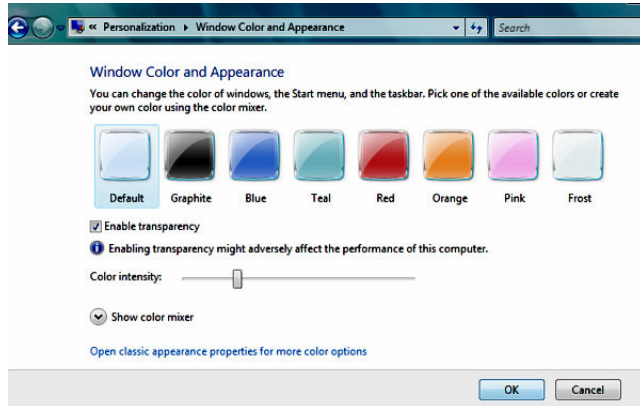 « Personalization ▸ Window Color and Appearance
Search
Window Color and Appearance
You can change the color of windows, the Start menu, and the taskbar. Pick one of the available colors or create
your own color using the color mixer.
Default Graphite Blue Teal Red Orange Pink Frost
Enable transparency
Enabling transparency might adversely affect the performance of this computer.
Color intensity:
Show color mixer
Open classic appearance properties for more color options
OK Cancel